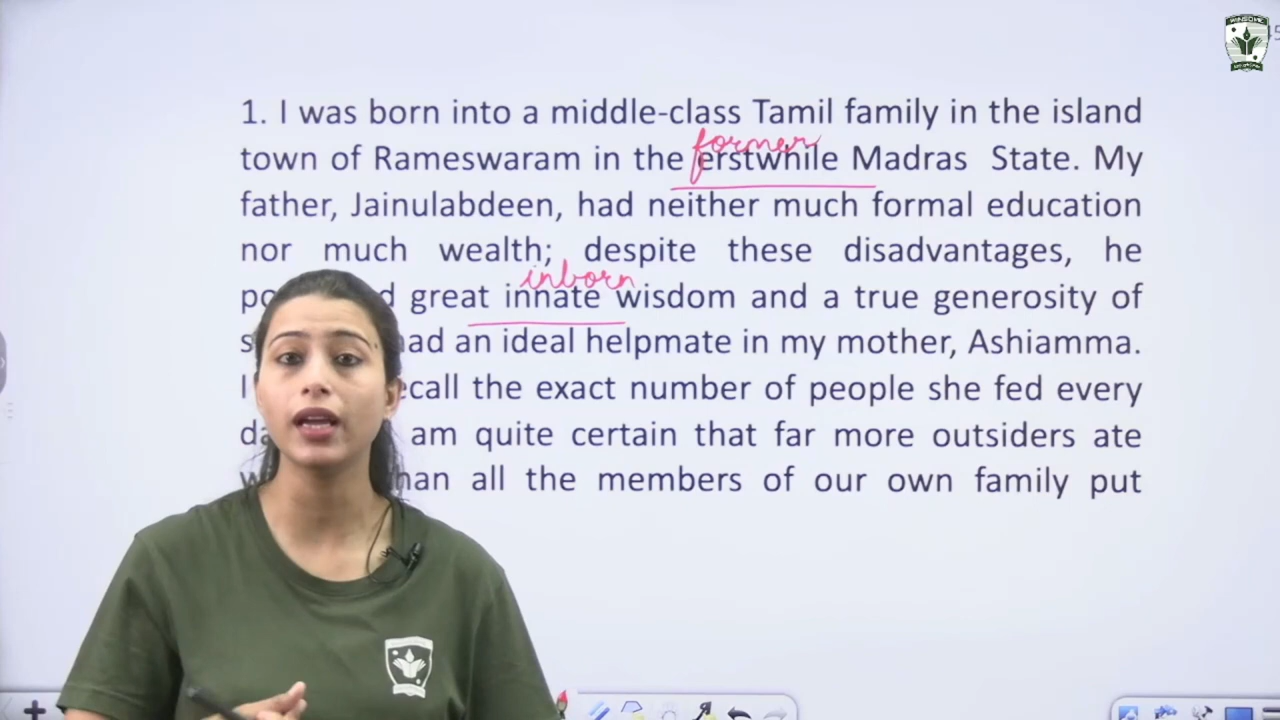 1. I was born into a middle-class Tamil family in the island
former
town of Rameswaram in the erstwhile Madras State. My
father, Jainulabdeen, had neither much formal education
nor much wealth; despite these disadvantages, he
inborn
great innate wisdom and a true generosity of
had an ideal helpmate in my mother, Ashiamma.
I the exact number of people she fed every
am quite certain that far more outsiders ate
all the members of our own family put